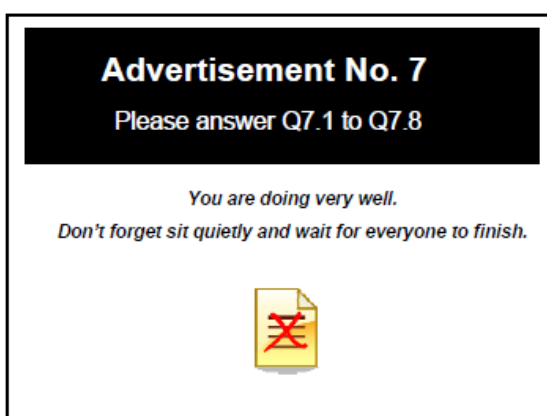 Advertisement No. 7
Please answer Q7.1 to Q7.8
You are doing very well.
Don't forget sit quietly and wait for everyone to finish.